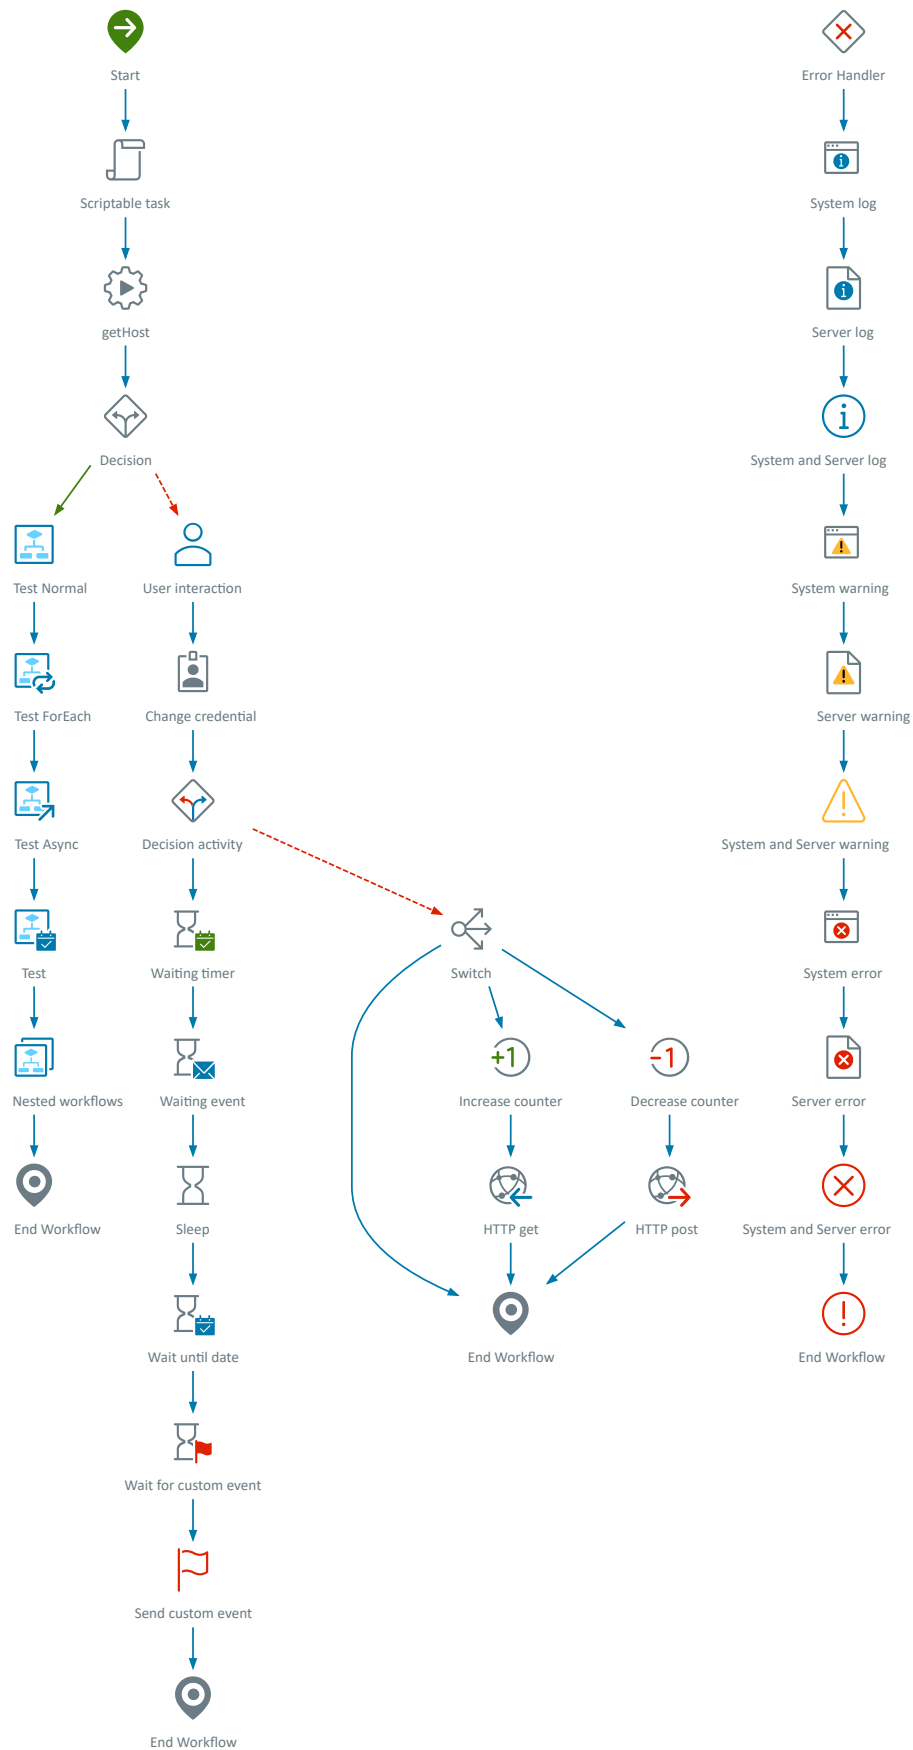 Start
Error Handler
Scriptable task
System log
getHost
Server log
Decision
System and Server log
Test Normal
User interaction
System warning
Test ForEach
Change credential
Server warning
Test Async
Decision activity
System and Server warning
Test
Waiting timer
Switch
System error
+1
-1
Nested workflows
Waiting event
Increase counter
Decrease counter
Server error
End Workflow
Sleep
HTTP get
HTTP post
System and Server error
Wait until date
End Workflow
End Workflow
Wait for custom event
Send custom event
End Workflow